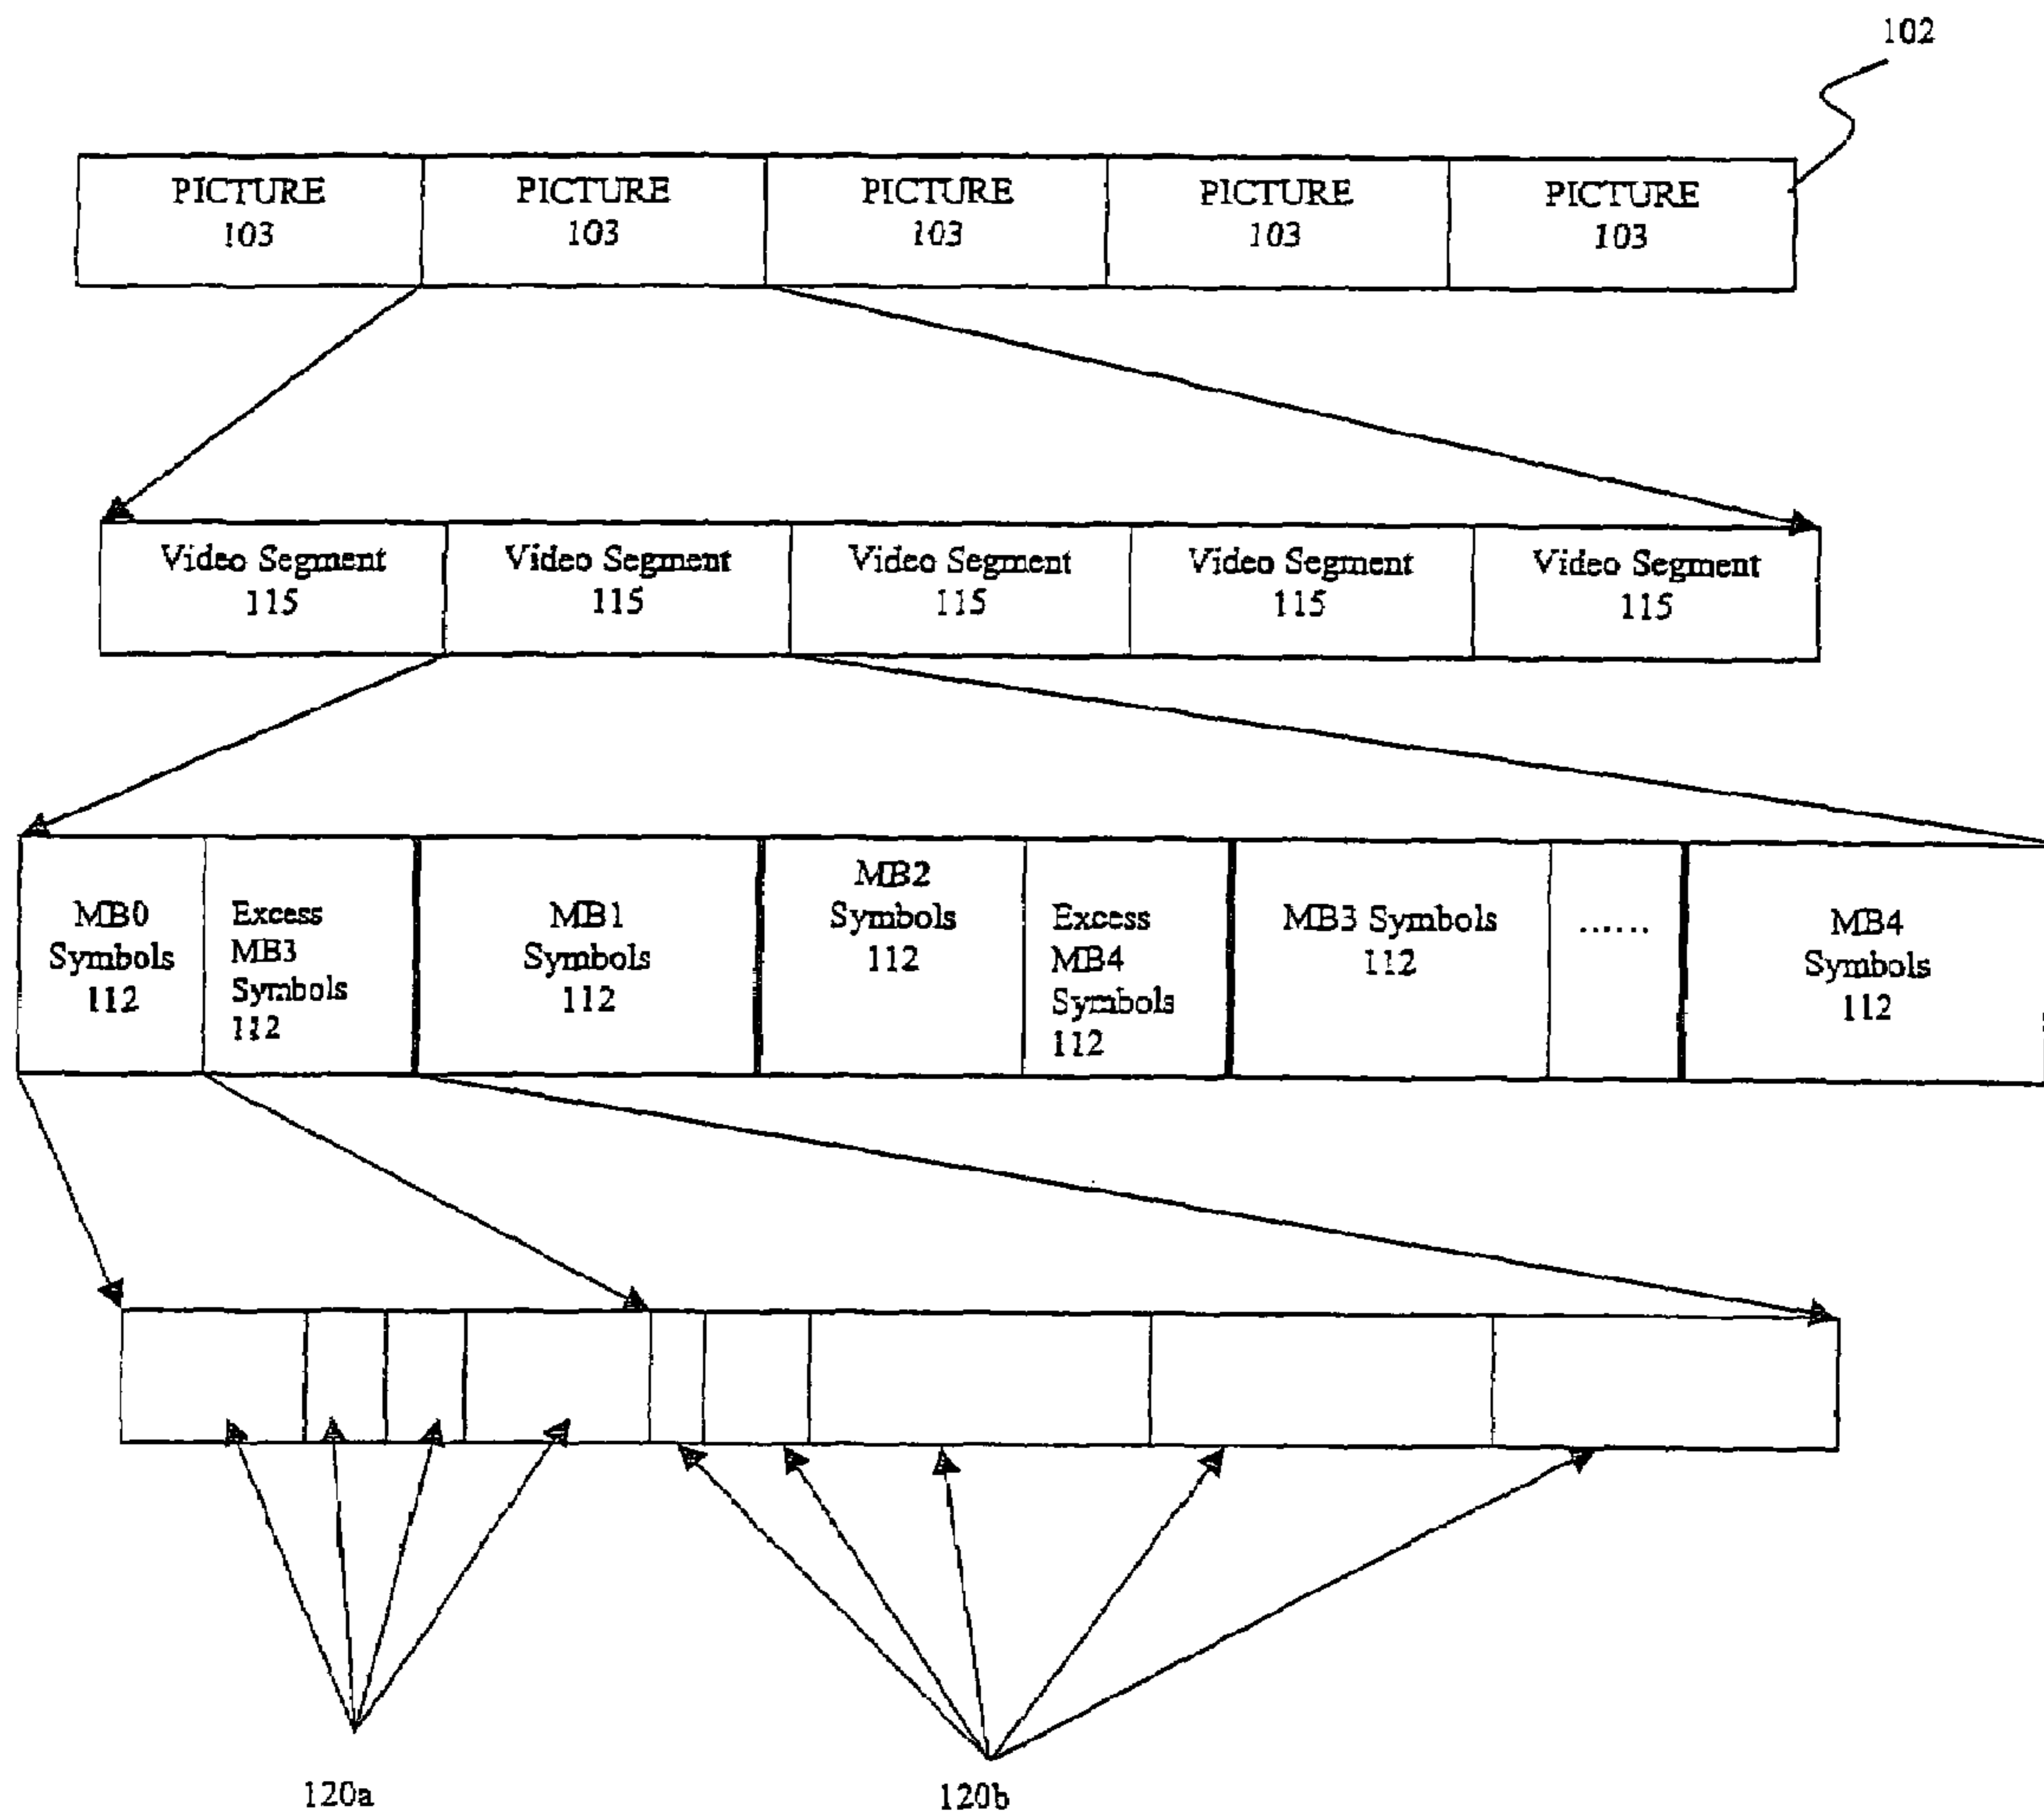 102
PICTURE
103
PICTURE
103
PICTURE
103
PICTURE
103
PICTURE
103
Video Segment
115
Video Segment
115
Video Segment
115
Video Segment
115
Video Segment
115
MB0
Symbols
112
Excess
MB3
Symbols
112
MB1
Symbols
112
MB2
Symbols
112
Excess
MB4
Symbols
112
MB3 Symbols
112
......
MB4
Symbols
112
120a
120b